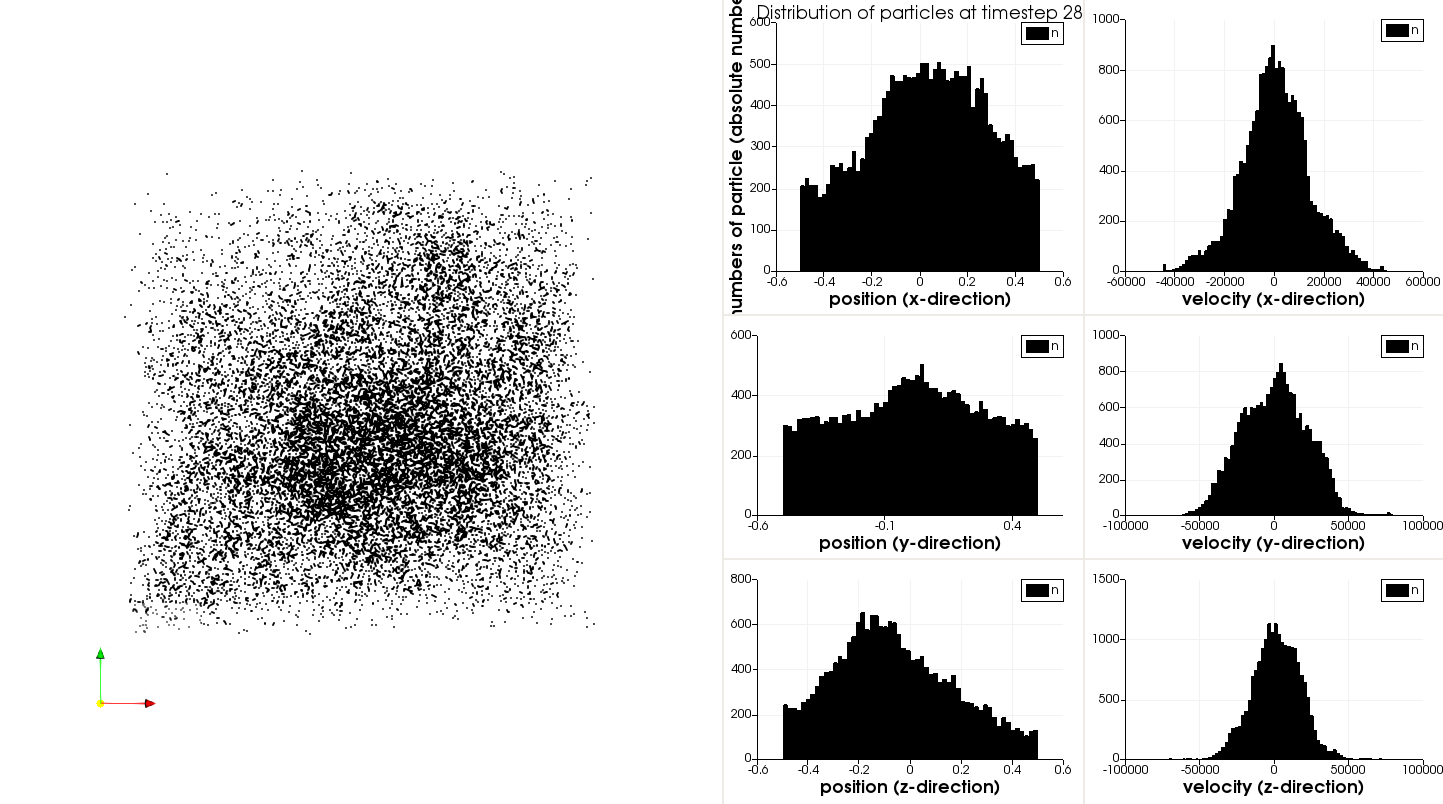 Distribution of particles at timestep 28
numbers of particle (absolute numbe
600
500
400
300
200
100
0
n
-0.6 -0.4 -0.2 0 0.2 0.4 0.6
position (x-direction)
1000
800
600
400
200
0
n
-60000 -40000 -20000 0 20000 40000 60000
velocity (x-direction)
600
400
200
0
n
-0.6 -0.1 0.4
position (y-direction)
1000
800
600
400
200
0
n
-100000 -50000 0 50000 100000
velocity (y-direction)
800
600
400
200
0
n
-0.6 -0.4 -0.2 0 0.2 0.4 0.6
position (z-direction)
1500
1000
500
0
n
-100000 -50000 0 50000 100000
velocity (z-direction)